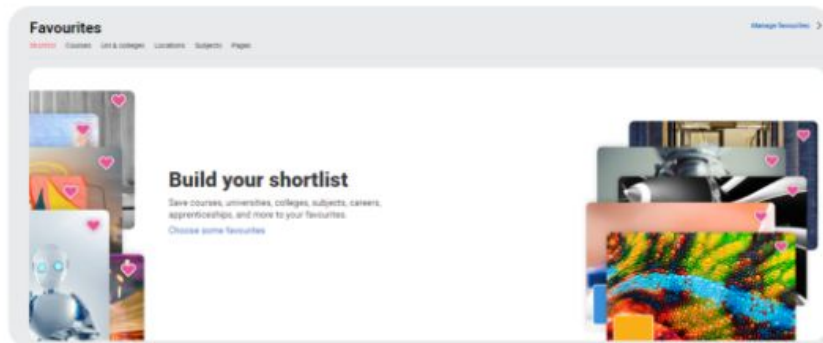 Favourites
Manage favourites
Shortlist Courses Uni & colleges Locations Subjects Pages
Build your shortlist
Save courses, universities, colleges, subjects, careers,
apprenticeships, and more to your favourites.
Choose some favourites